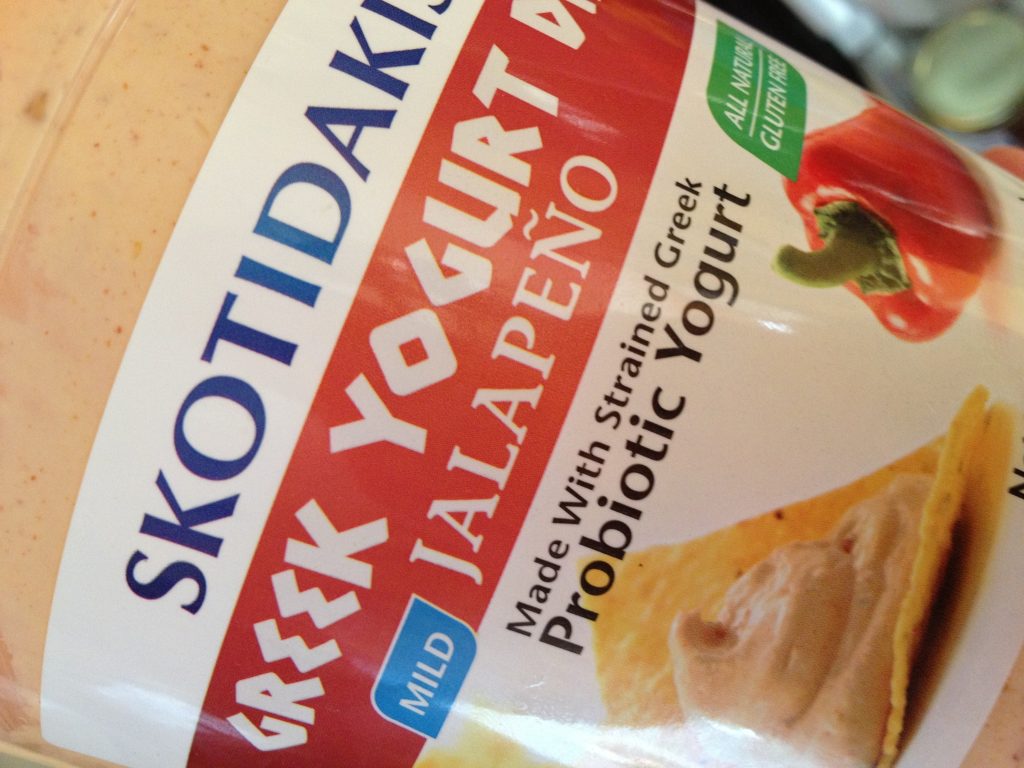 SKOTIDAKIS
GREEK YOGURT
JALAPEÑO
MILD
Made With Strained Greek
Probiotic Yogurt
ALL NATURAL
GLUTEN FREE